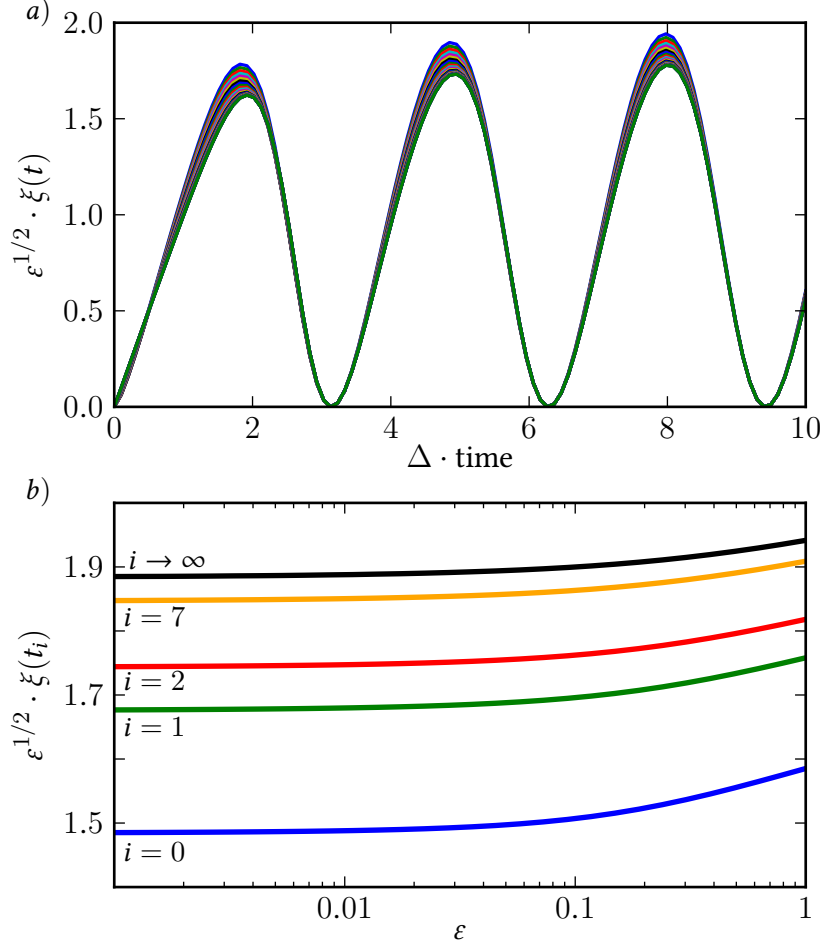 a)
2.0
1.5
1.0
0.5
0.0
ε^{1/2} · ξ(t)
0 2 4 6 8 10
Δ · time
b)
1.9
1.7
1.5
ε^{1/2} · ξ(t_i)
i → ∞
i = 7
i = 2
i = 1
i = 0
0.01 0.1 1
ε